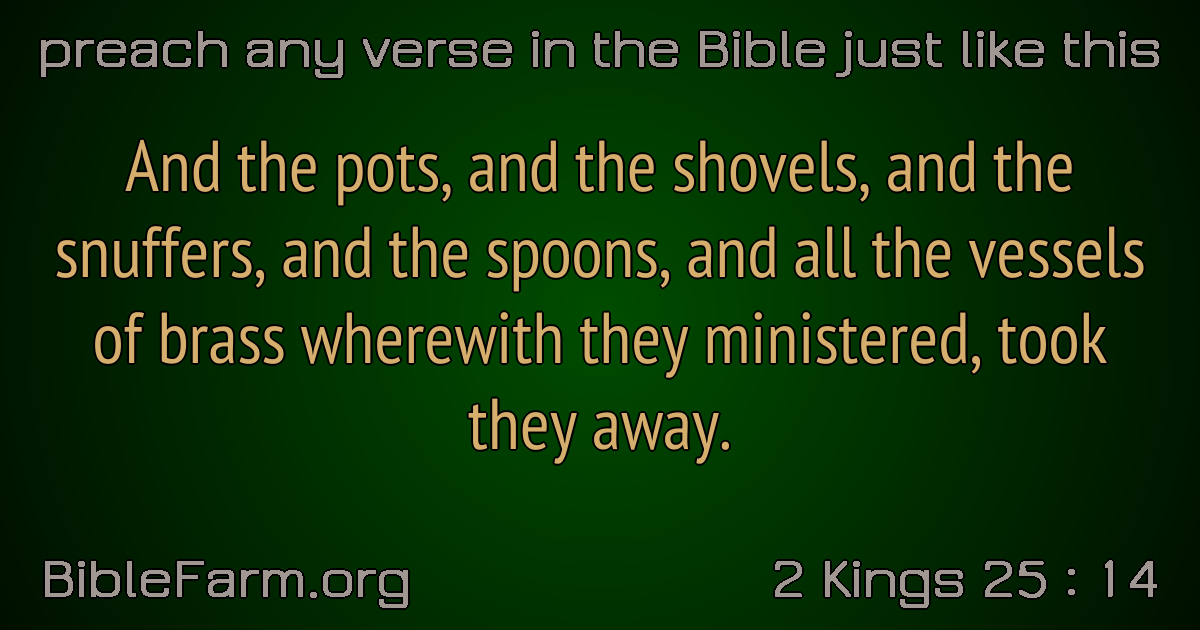 preach any verse in the Bible just like this
And the pots, and the shovels, and the
snuffers, and the spoons, and all the vessels
of brass wherewith they ministered, took
they away.
BibleFarm.org
2 Kings 25 : 14